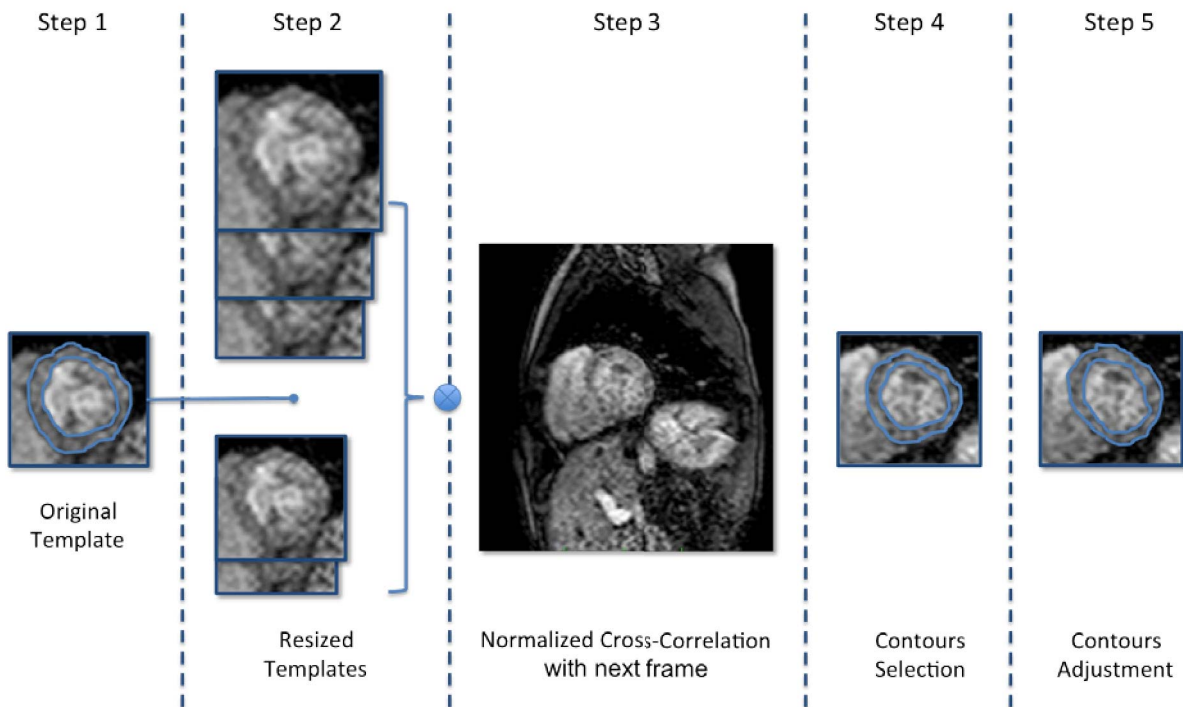 Step 1
Step 2
Step 3
Step 4
Step 5
Original
Template
Resized
Templates
Normalized Cross-Correlation
with next frame
Contours
Selection
Contours
Adjustment